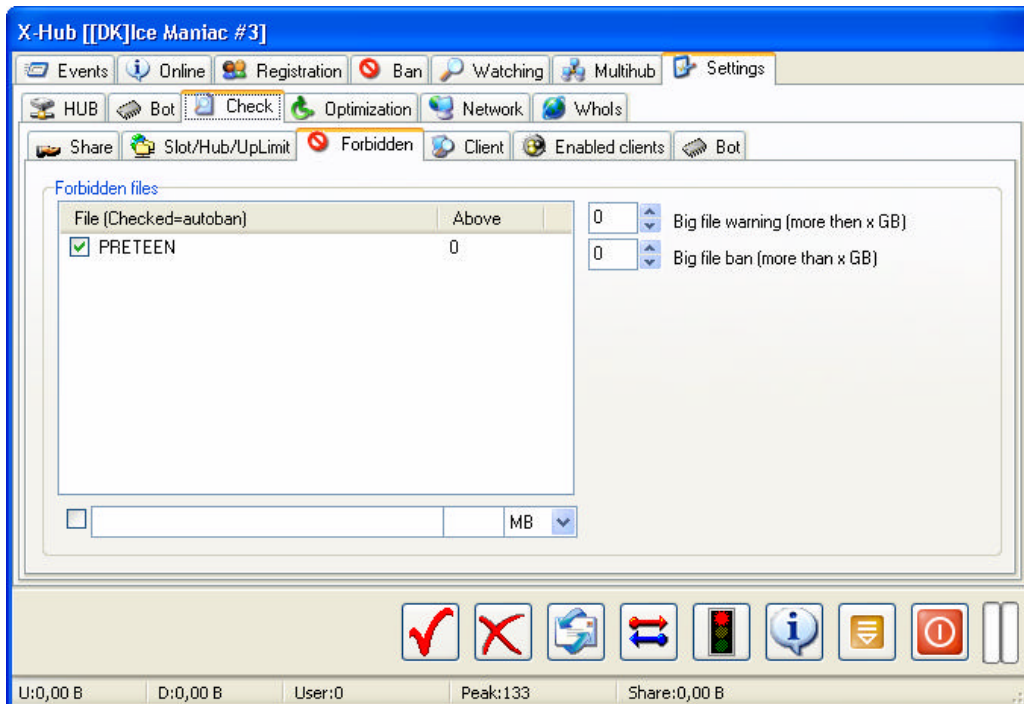 X-Hub [[DK]Ice Maniac #3]
Events Online Registration Ban Watching Multihub Settings
HUB Bot Check Optimization Network WhoIs
Share Slot/Hub/UpLimit Forbidden Client Enabled clients Bot
Forbidden files
File (Checked=autoban) Above
PRETEEN 0
0 Big file warning (more then x GB)
0 Big file ban (more than x GB)
MB
U:0,00 B D:0,00 B User:0 Peak:133 Share:0,00 B